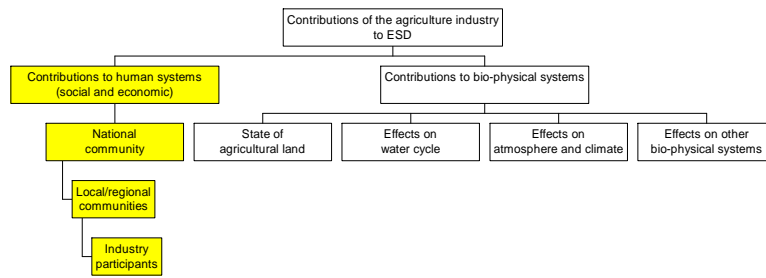 Contributions of the agriculture industry
to ESD
Contributions to human systems
(social and economic)
Contributions to bio-physical systems
National
community
State of
agricultural land
Effects on
water cycle
Effects on
atmosphere and climate
Effects on other
bio-physical systems
Local/regional
communities
Industry
participants